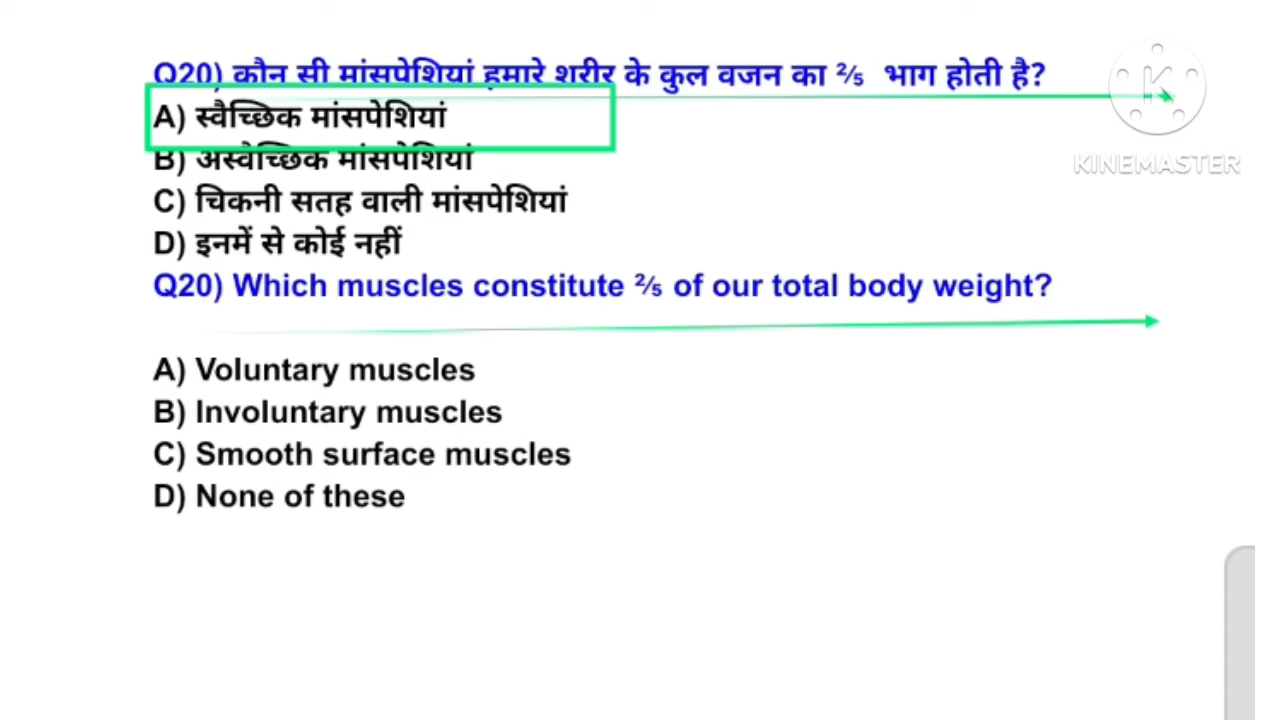 Q20) कौन सी मांसपेशियां हमारे शरीर के कुल वजन का ⅖ भाग होती है?
A) स्वैच्छिक मांसपेशियां
B) अस्वैच्छिक मांसपेशियां
C) चिकनी सतह वाली मांसपेशियां
D) इनमें से कोई नहीं
Q20) Which muscles constitute ⅖ of our total body weight?
A) Voluntary muscles
B) Involuntary muscles
C) Smooth surface muscles
D) None of these
K
KINEMASTER